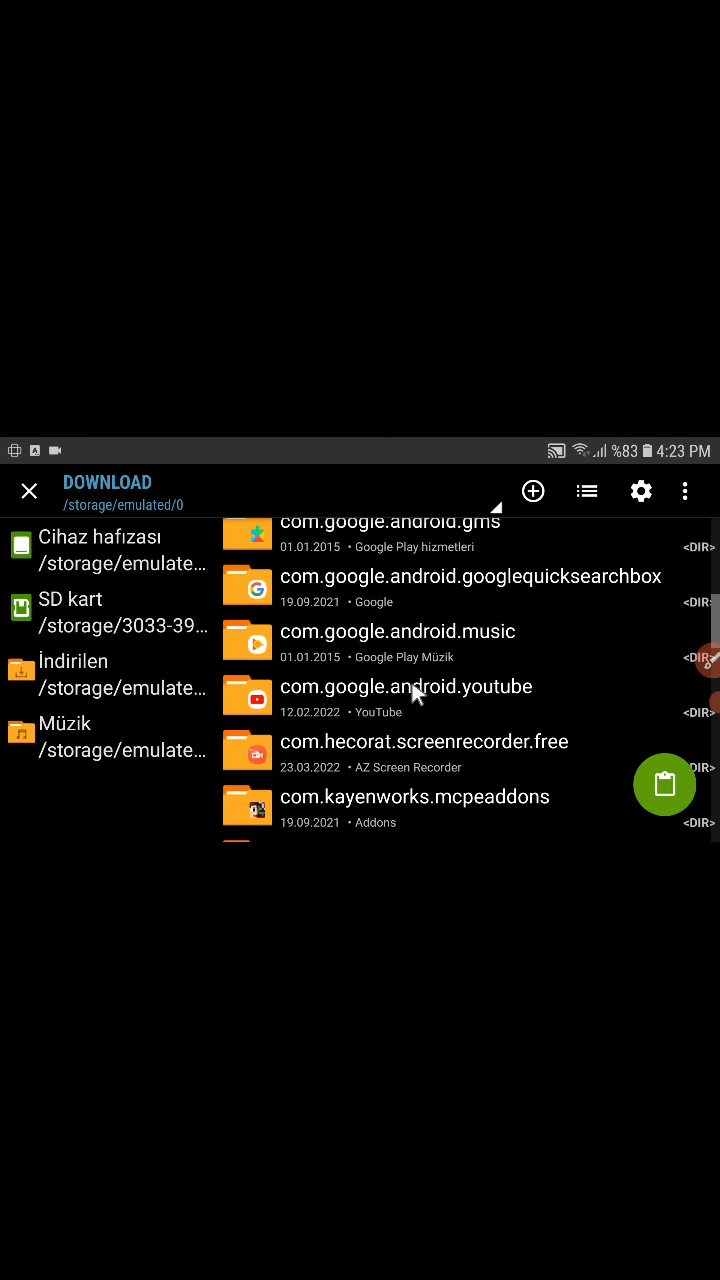 %83 4:23 PM
DOWNLOAD
/storage/emulated/0
Cihaz hafızası
/storage/emulate...
SD kart
/storage/3033-39...
İndirilen
/storage/emulate...
Müzik
/storage/emulate...
com.google.android.gms
01.01.2015 • Google Play hizmetleri <DIR>
com.google.android.googlequicksearchbox
19.09.2021 • Google <DIR>
com.google.android.music
01.01.2015 • Google Play Müzik <DIR>
com.google.android.youtube
12.02.2022 • YouTube <DIR>
com.hecorat.screenrecorder.free
23.03.2022 • AZ Screen Recorder DIR>
com.kayenworks.mcpeaddons
19.09.2021 • Addons <DIR>